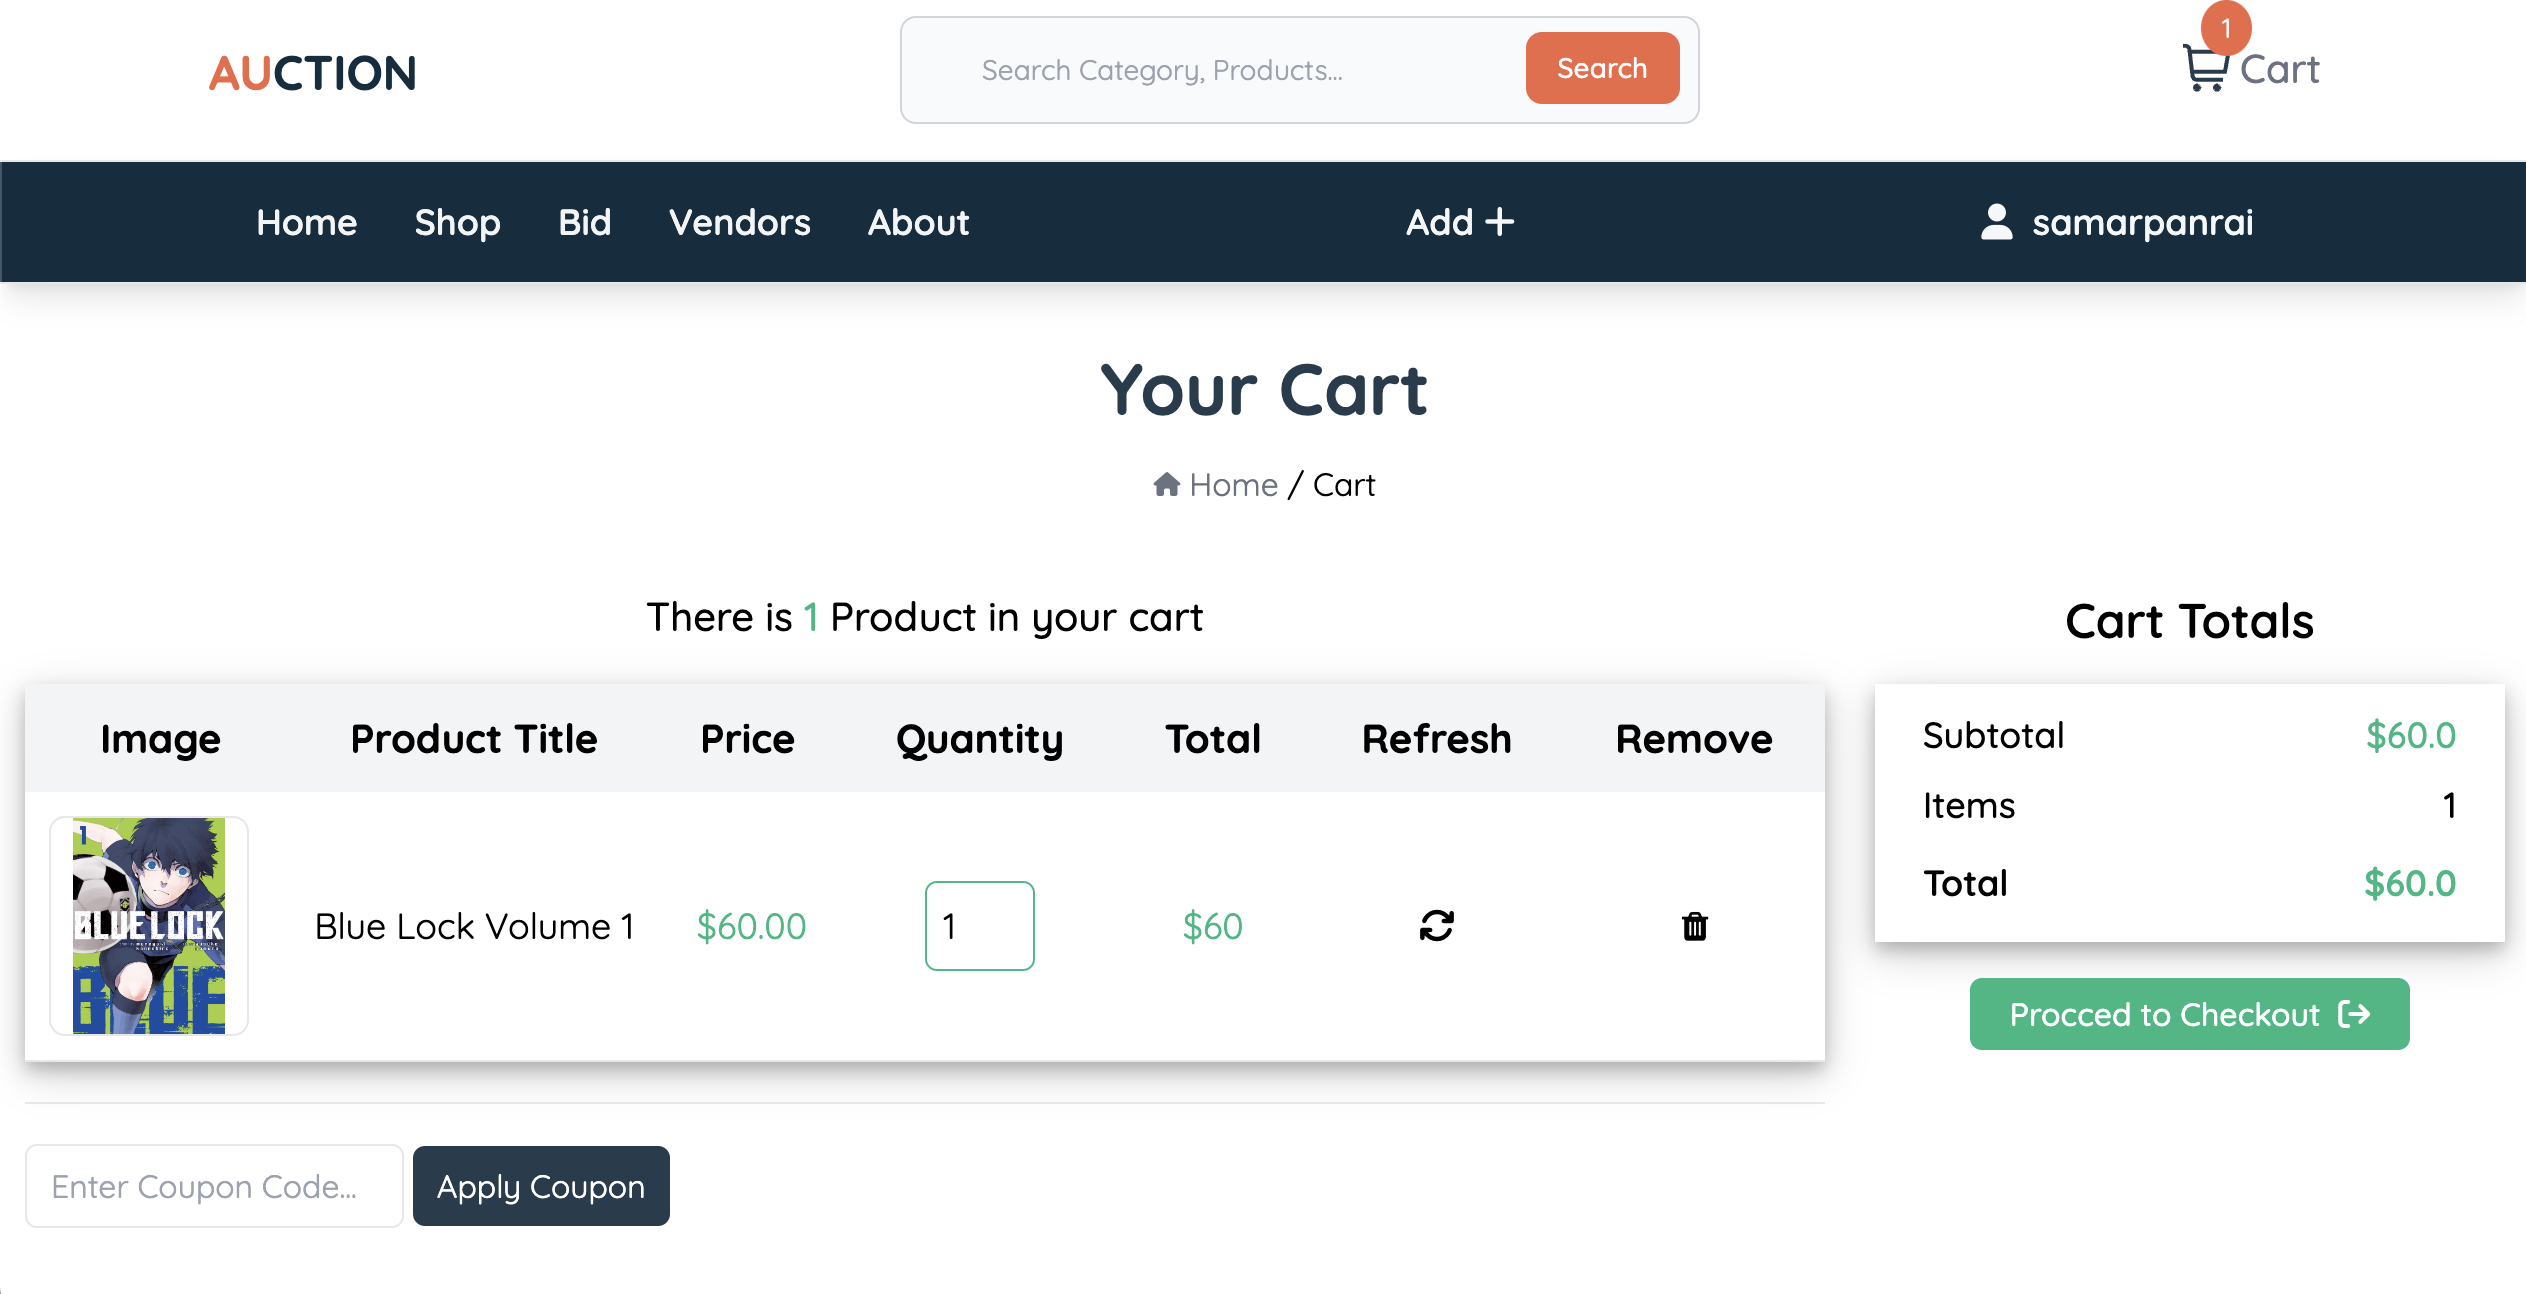 1
AUCTION
Search Category, Products...
Search
Cart
Home Shop Bid Vendors About
Add
samarpanrai
Your Cart
Home / Cart
There is 1 Product in your cart
Cart Totals
Image Product Title Price Quantity Total Refresh Remove
1
BLUE LOCK
BLUE
Blue Lock Volume 1 $60.00 1 $60
Subtotal $60.0
Items 1
Total $60.0
Procced to Checkout
Enter Coupon Code...
Apply Coupon